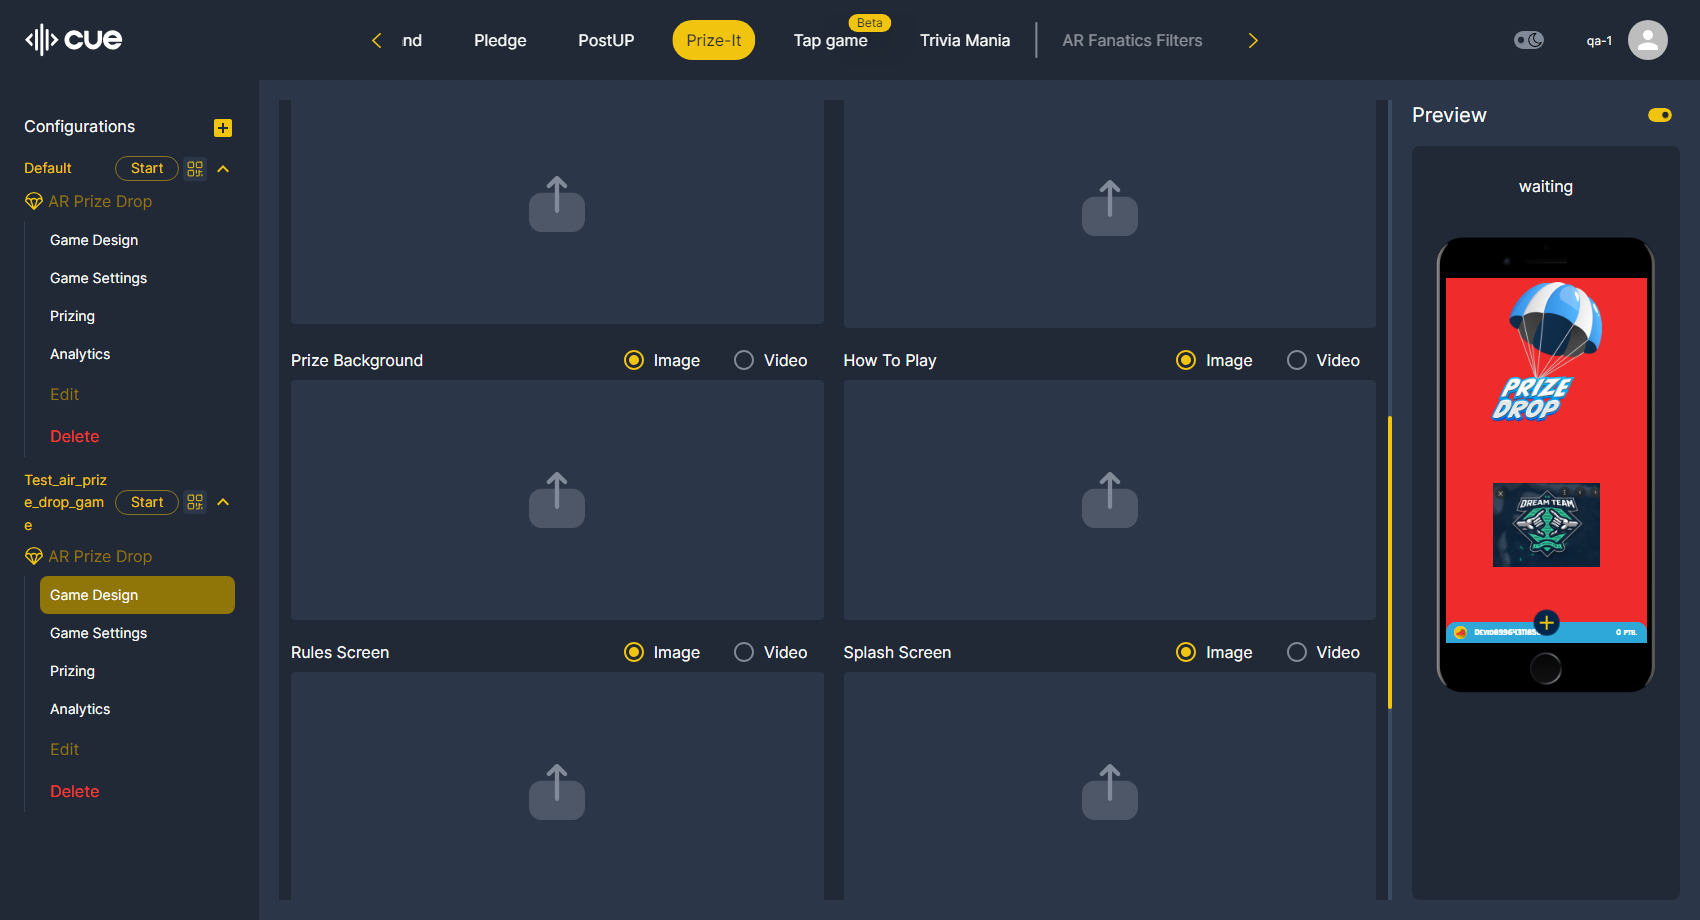 cue
nd
Pledge
PostUP
Prize-It
Beta
Tap game
Trivia Mania
AR Fanatics Filters
qa-1
Configurations
Default
Start
AR Prize Drop
Game Design
Game Settings
Prizing
Analytics
Edit
Delete
Test_air_priz
e_drop_gam
e
Start
AR Prize Drop
Game Design
Game Settings
Prizing
Analytics
Edit
Delete
Prize Background
Image
Video
How To Play
Image
Video
Rules Screen
Image
Video
Splash Screen
Image
Video
Preview
waiting
PRIZE
DROP
DREAM TEAM
0 PTS.